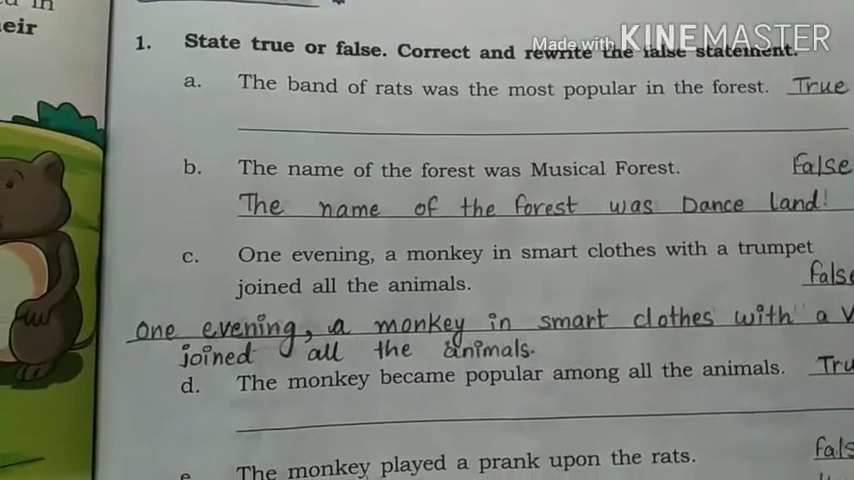 eir
Made with KINEMASTER
1. State true or false. Correct and rewrite the false statement.
a. The band of rats was the most popular in the forest. True
b. The name of the forest was Musical Forest. False
The name of the forest was Dance land!
c. One evening, a monkey in smart clothes with a trumpet
joined all the animals. false
one evening, a monkey in smart clothes with a
joined all the animals.
d. The monkey became popular among all the animals. Tru
e The monkey played a prank upon the rats. fals